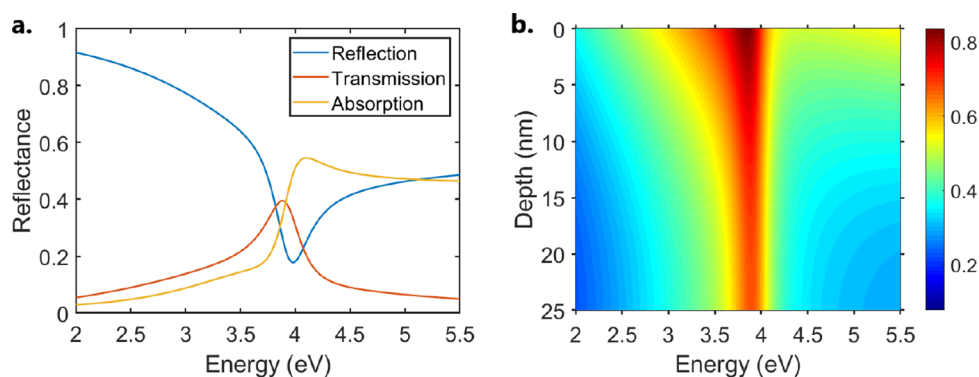 a.
1
0.8
0.6
0.4
0.2
0
Reflectance
Reflection
Transmission
Absorption
2 2.5 3 3.5 4 4.5 5 5.5
Energy (eV)
b.
0
5
10
15
20
25
Depth (nm)
2 2.5 3 3.5 4 4.5 5 5.5
Energy (eV)
0.8
0.6
0.4
0.2